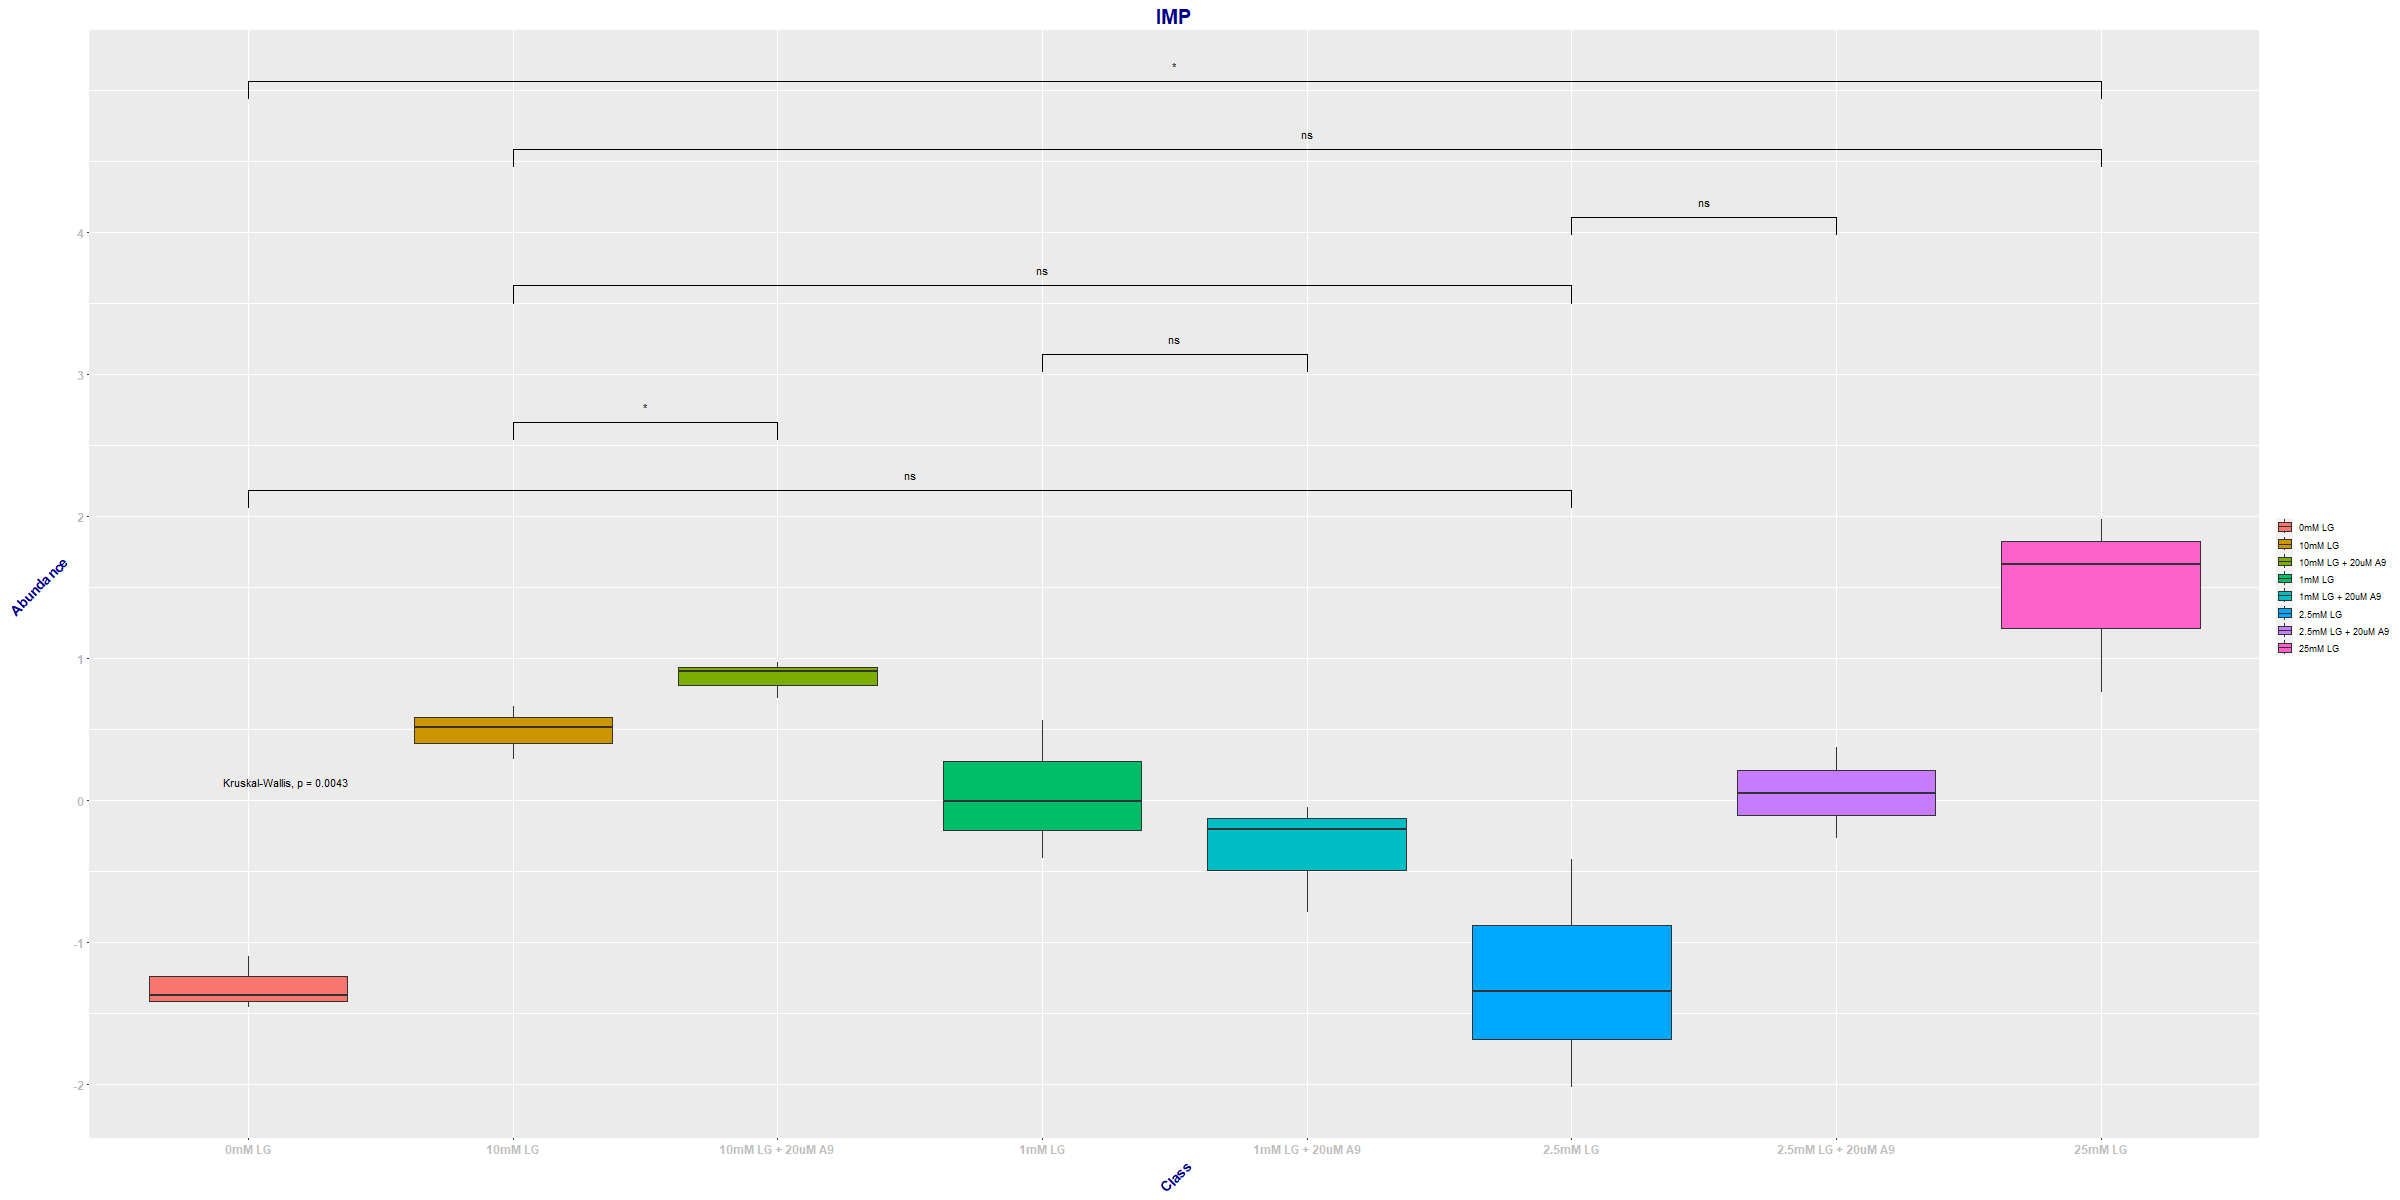 IMP
*
ns
ns
4
ns
3
ns
*
ns
2
1
Kruskal-Wallis, p = 0.0043
0
-1
-2
Abundance
0mM LG
10mM LG
10mM LG + 20uM A9
1mM LG
1mM LG + 20uM A9
2.5mM LG
2.5mM LG + 20uM A9
25mM LG
Class
0mM LG
10mM LG
10mM LG + 20uM A9
1mM LG
1mM LG + 20uM A9
2.5mM LG
2.5mM LG + 20uM A9
25mM LG